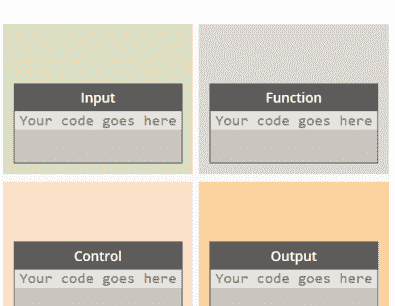 Input
Your code goes here
Function
Your code goes here
Control
Your code goes here
Output
Your code goes here